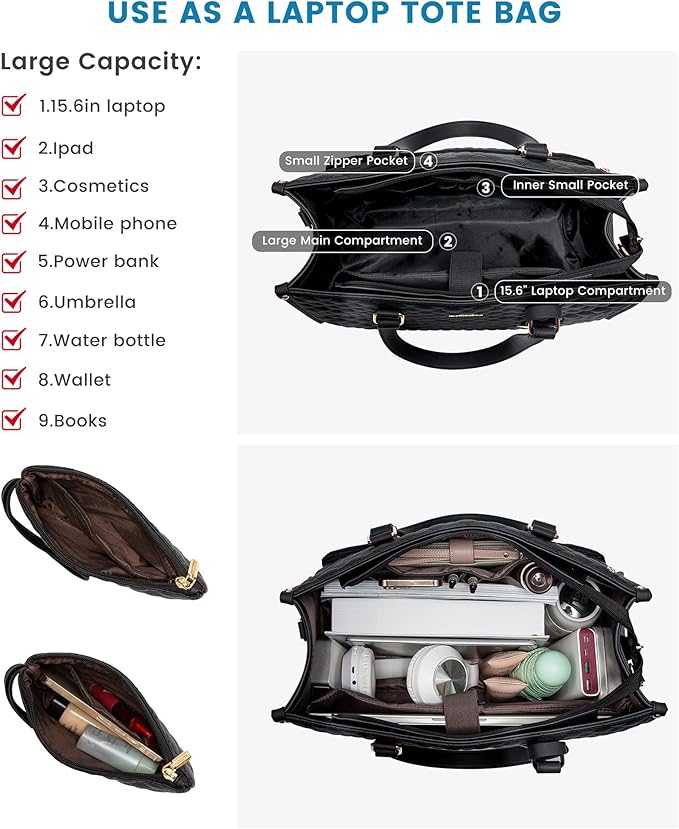 USE AS A LAPTOP TOTE BAG
Large Capacity:
1.15.6in laptop
2.Ipad
3.Cosmetics
4.Mobile phone
5.Power bank
6.Umbrella
7.Water bottle
8.Wallet
9.Books
Small Zipper Pocket 4
3 Inner Small Pocket
Large Main Compartment 2
1 15.6" Laptop Compartment